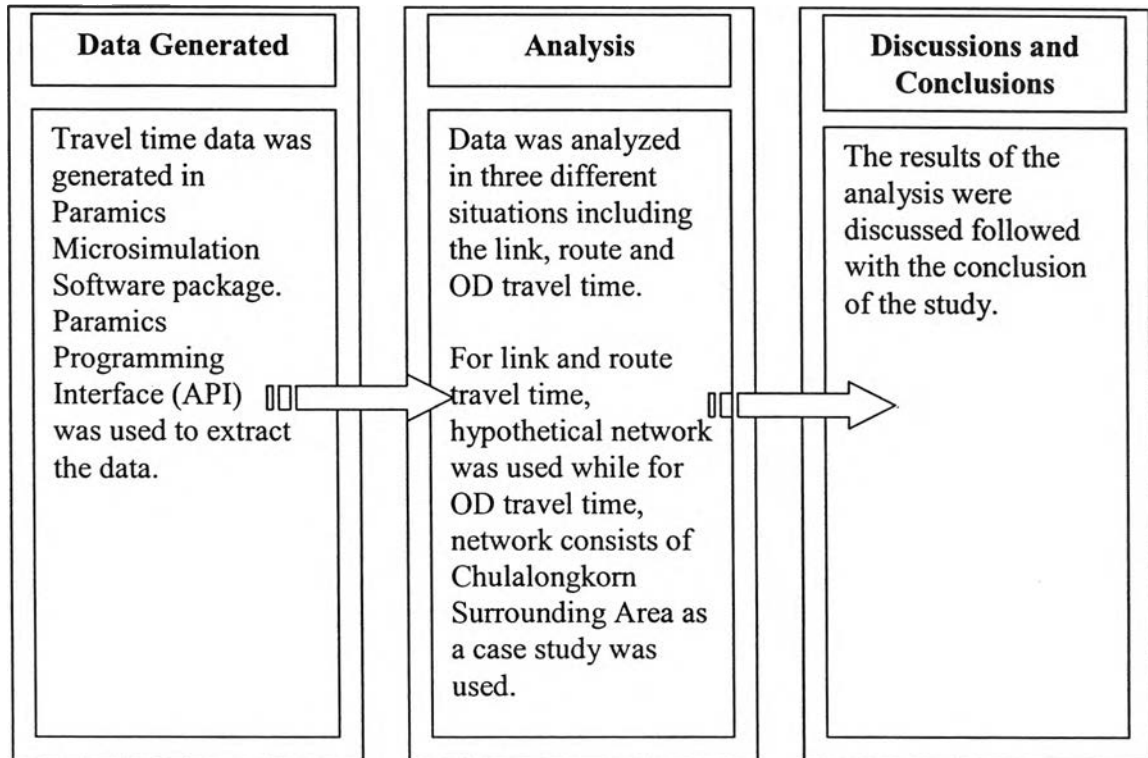 Data Generated
Travel time data was
generated in
Paramics
Microsimulation
Software package.
Paramics
Programming
Interface (API)
was used to extract
the data.
Analysis
Data was analyzed
in three different
situations including
the link, route and
OD travel time.
For link and route
travel time,
hypothetical network
was used while for
OD travel time,
network consists of
Chulalongkorn
Surrounding Area as
a case study was
used.
Discussions and
Conclusions
The results of the
analysis were
discussed followed
with the conclusion
of the study.